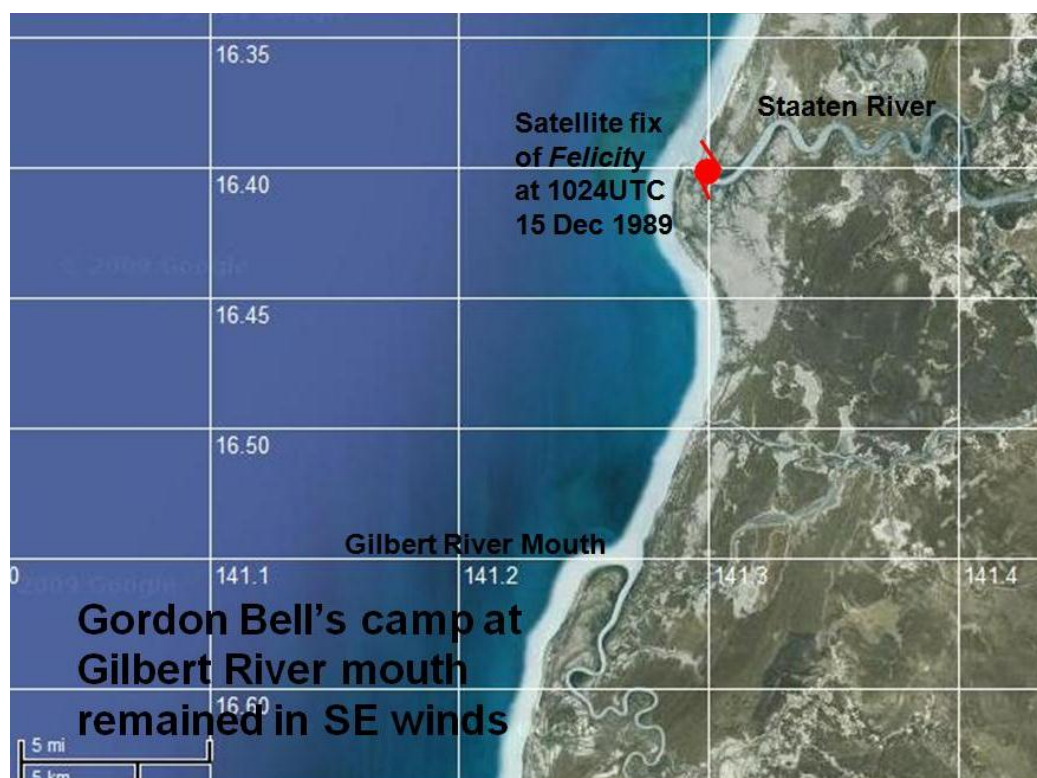 16.35
Staaten River
Satellite fix
of Felicity
at 1024UTC
15 Dec 1989
16.40
© 2009 Google
16.45
16.50
Gilbert River Mouth
0
141.1
141.2
141.3
141.4
2009 Google
Gordon Bell's camp at
Gilbert River mouth
16.60
remained in SE winds
5 mi
5 km